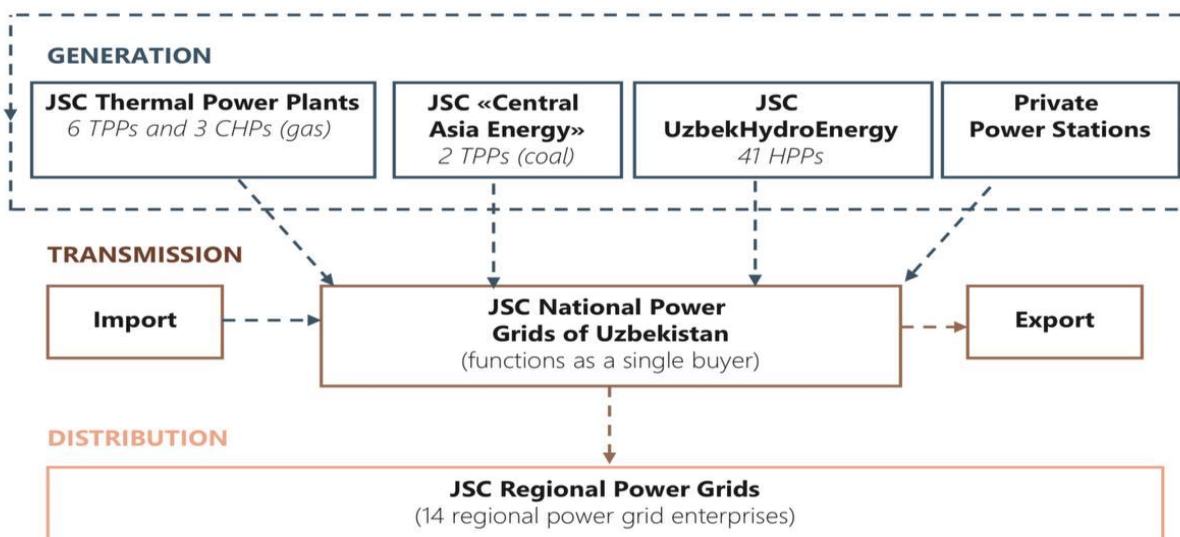 GENERATION
JSC Thermal Power Plants
6 TPPs and 3 CHPs (gas)
JSC «Central
Asia Energy»
2 TPPs (coal)
JSC
UzbekHydroEnergy
41 HPPs
Private
Power Stations
TRANSMISSION
Import
JSC National Power
Grids of Uzbekistan
(functions as a single buyer)
Export
DISTRIBUTION
JSC Regional Power Grids
(14 regional power grid enterprises)